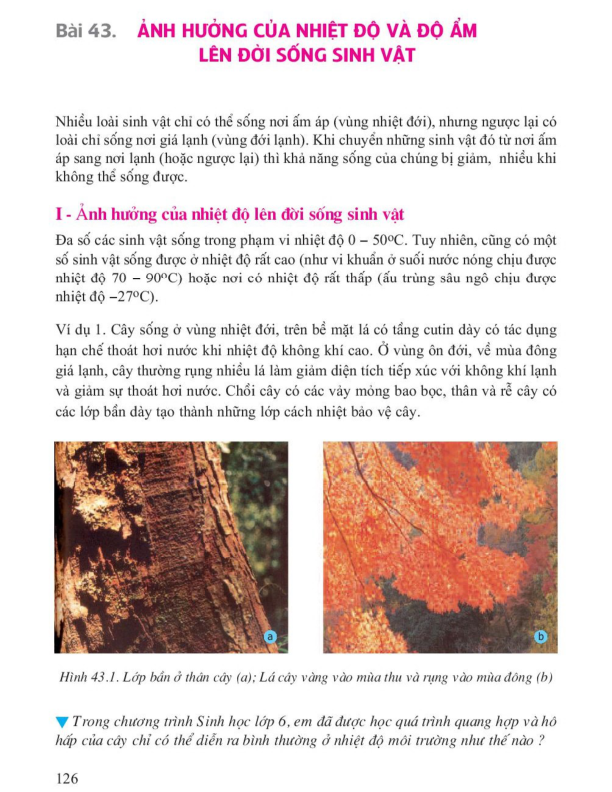 Bài 43. ẢNH HƯỞNG CỦA NHIỆT ĐỘ VÀ ĐỘ ẨM
LÊN ĐỜI SỐNG SINH VẬT
Nhiều loài sinh vật chỉ có thể sống nơi ấm áp (vùng nhiệt đới), nhưng ngược lại có
loài chỉ sống nơi giá lạnh (vùng đới lạnh). Khi chuyển những sinh vật đó từ nơi ấm
áp sang nơi lạnh (hoặc ngược lại) thì khả năng sống của chúng bị giảm, nhiều khi
không thể sống được.
I - Ảnh hưởng của nhiệt độ lên đời sống sinh vật
Đa số các sinh vật sống trong phạm vi nhiệt độ 0 – 50°C. Tuy nhiên, cũng có một
số sinh vật sống được ở nhiệt độ rất cao (như vi khuẩn ở suối nước nóng chịu được
nhiệt độ 70 – 90°C) hoặc nơi có nhiệt độ rất thấp (ấu trùng sâu ngô chịu được
nhiệt độ –27°C).
Ví dụ 1. Cây sống ở vùng nhiệt đới, trên bề mặt lá có tầng cutin dày có tác dụng
hạn chế thoát hơi nước khi nhiệt độ không khí cao. Ở vùng ôn đới, về mùa đông
giá lạnh, cây thường rụng nhiều lá làm giảm diện tích tiếp xúc với không khí lạnh
và giảm sự thoát hơi nước. Chồi cây có các vảy mỏng bao bọc, thân và rễ cây có
các lớp bần dày tạo thành những lớp cách nhiệt bảo vệ cây.
a
b
Hình 43.1. Lớp bần ở thân cây (a); Lá cây vàng vào mùa thu và rụng vào mùa đông (b)
▼ Trong chương trình Sinh học lớp 6, em đã được học quá trình quang hợp và hô
hấp của cây chỉ có thể diễn ra bình thường ở nhiệt độ môi trường như thế nào ?
126